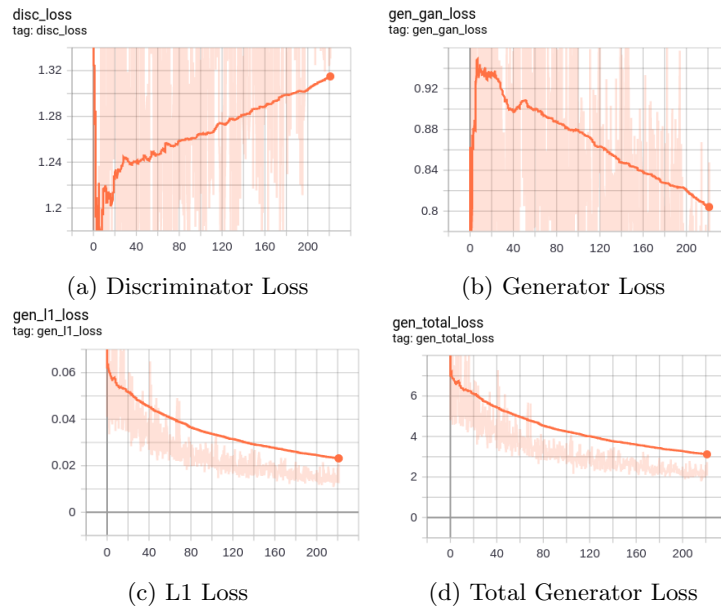 disc_loss
tag: disc_loss
1.32
1.28
1.24
1.2
0 40 80 120 160 200
(a) Discriminator Loss
gen_gan_loss
tag: gen_gan_loss
0.92
0.88
0.84
0.8
0 40 80 120 160 200
(b) Generator Loss
gen_l1_loss
tag: gen_l1_loss
0.06
0.04
0.02
0
0 40 80 120 160 200
(c) L1 Loss
gen_total_loss
tag: gen_total_loss
6
4
2
0
0 40 80 120 160 200
(d) Total Generator Loss